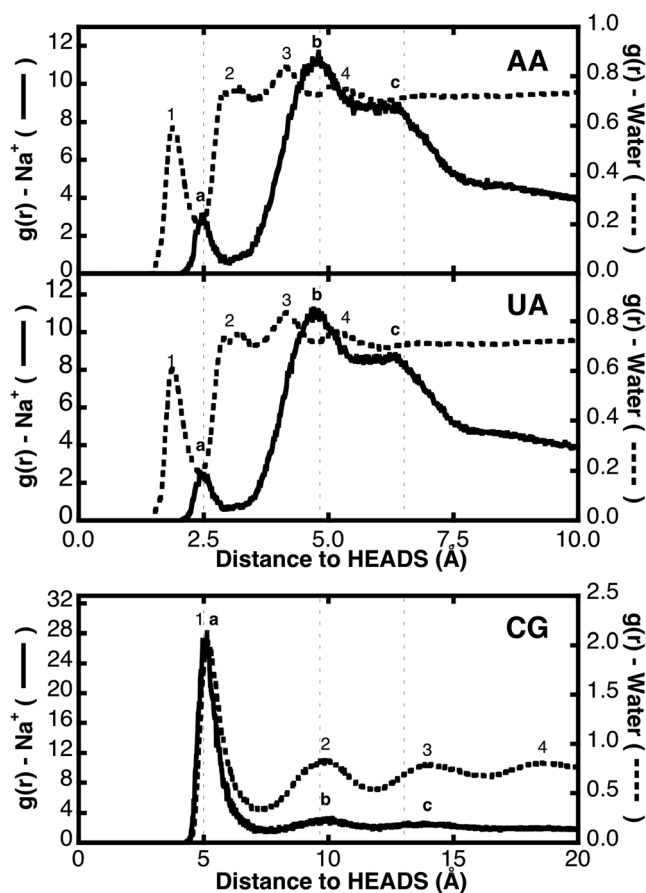 AA
g(r) - Na+ ( — )
12
10
8
6
4
2
0
1
2
3
4
a
b
c
1.0
0.8
0.6
0.4
0.2
0.0
g(r) - Water ( ---- )
UA
g(r) - Na+ ( — )
12
10
8
6
4
2
0
1
2
3
4
a
b
c
0.8
0.6
0.4
0.2
0.0
g(r) - Water ( ---- )
0.0 2.5 5.0 7.5 10.0
Distance to HEADS (Å)
CG
g(r) - Na+ ( — )
32
28
24
20
16
12
8
4
0
1 a
2
3
4
b
c
2.5
2.0
1.5
1.0
0.5
0.0
g(r) - Water ( ---- )
0 5 10 15 20
Distance to HEADS (Å)